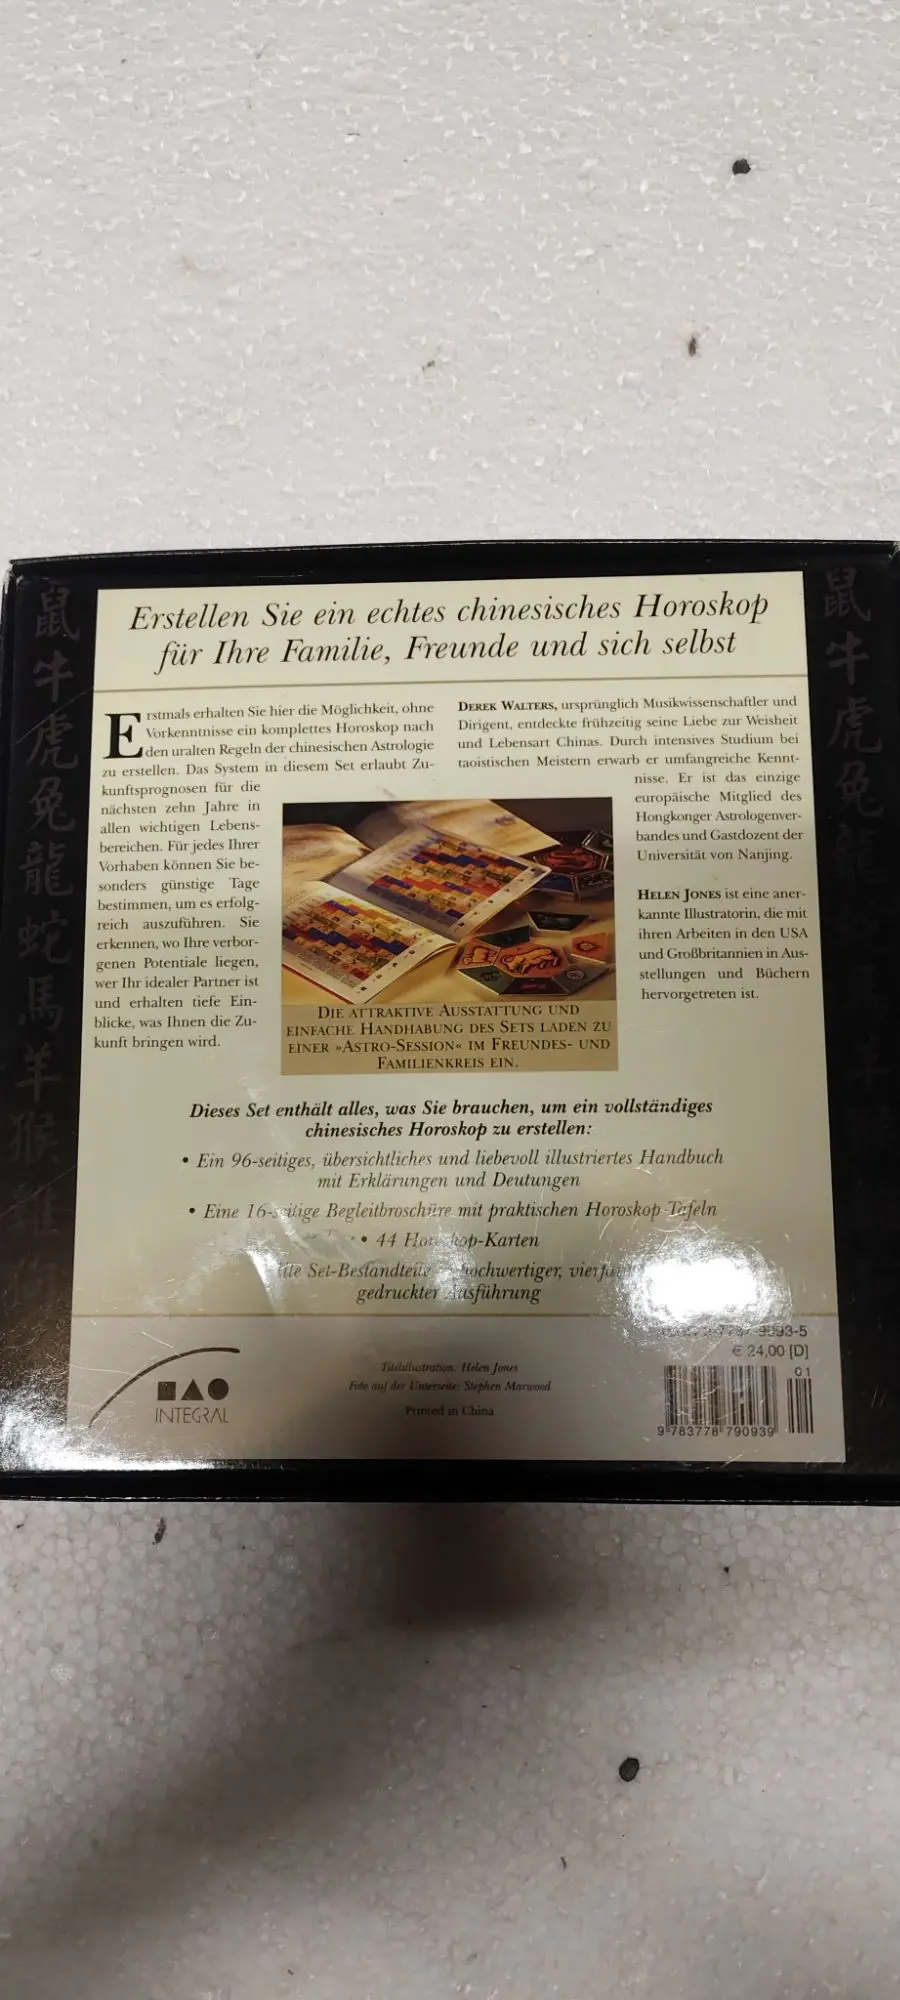 Erstellen Sie ein echtes chinesisches Horoskop
für Ihre Familie, Freunde und sich selbst
Erstmals erhalten Sie hier die Möglichkeit, ohne
Vorkenntnisse ein komplettes Horoskop nach
den uralten Regeln der chinesischen Astrologie
zu erstellen. Das System in diesem Set erlaubt Zu-
kunftsprognosen für die
nächsten zehn Jahre in
allen wichtigen Lebens-
bereichen. Für jedes Ihrer
Vorhaben können Sie be-
sonders günstige Tage
bestimmen, um es erfolg-
reich auszuführen. Sie
erkennen, wo Ihre verbor-
genen Potentiale liegen,
wer Ihr idealer Partner ist
und erhalten tiefe Ein-
blicke, was Ihnen die Zu-
kunft bringen wird.
DEREK WALTERS, ursprünglich Musikwissenschaftler und
Dirigent, entdeckte frühzeitig seine Liebe zur Weisheit
und Lebensart Chinas. Durch intensives Studium bei
taoistischen Meistern erwarb er umfangreiche Kennt-
nisse. Er ist das einzige
europäische Mitglied des
Hongkonger Astrologenver-
bandes und Gastdozent der
Universität von Nanjing.
HELEN JONES ist eine aner-
kannte Illustratorin, die mit
ihren Arbeiten in den USA
und Großbritannien in Aus-
stellungen und Büchern
hervorgetreten ist.
DIE ATTRAKTIVE AUSSTATTUNG UND
EINFACHE HANDHABUNG DES SETS LADEN ZU
EINER »ASTRO-SESSION« IM FREUNDES- UND
FAMILIENKREIS EIN.
Dieses Set enthält alles, was Sie brauchen, um ein vollständiges
chinesisches Horoskop zu erstellen:
• Ein 96-seitiges, übersichtliches und liebevoll illustriertes Handbuch
mit Erklärungen und Deutungen
• Eine 16-seitige Begleitbroschüre mit praktischen Horoskop-Tafeln
• 44 Horoskop-Karten
Set-Bestandteile hochwertiger,
gedruckter Ausführung
INTEGRAL
Titelillustration: Helen Jones
Foto auf der Unterseite: Stephen Marwood
Printed in China
€ 24,00 [D]
01
9 783778 790939
鼠
牛
虎
兔
龍
蛇
馬
羊
猴
鼠
牛
虎
兔
龍